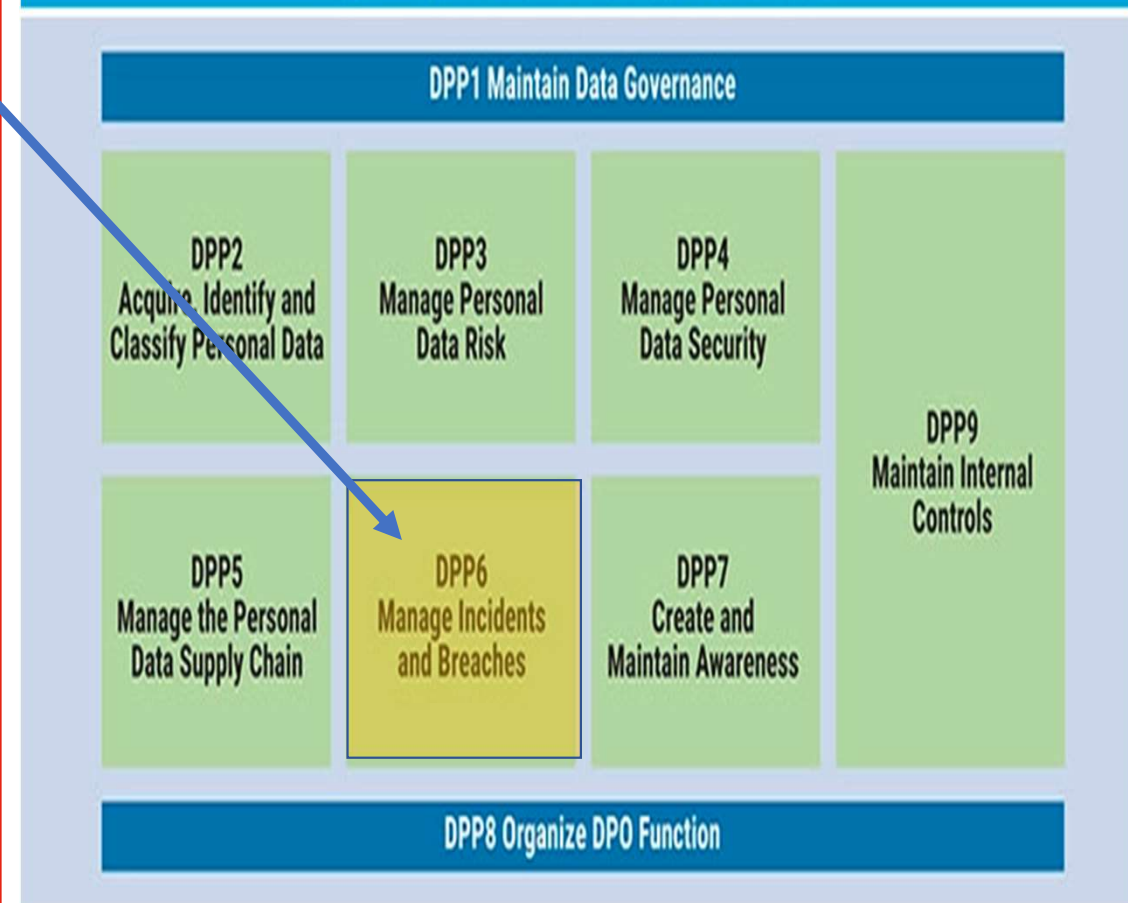 DPP1 Maintain Data Governance
DPP2
Acquire, Identify and
Classify Personal Data
DPP3
Manage Personal
Data Risk
DPP4
Manage Personal
Data Security
DPP9
Maintain Internal
Controls
DPP5
Manage the Personal
Data Supply Chain
DPP6
Manage Incidents
and Breaches
DPP7
Create and
Maintain Awareness
DPP8 Organize DPO Function